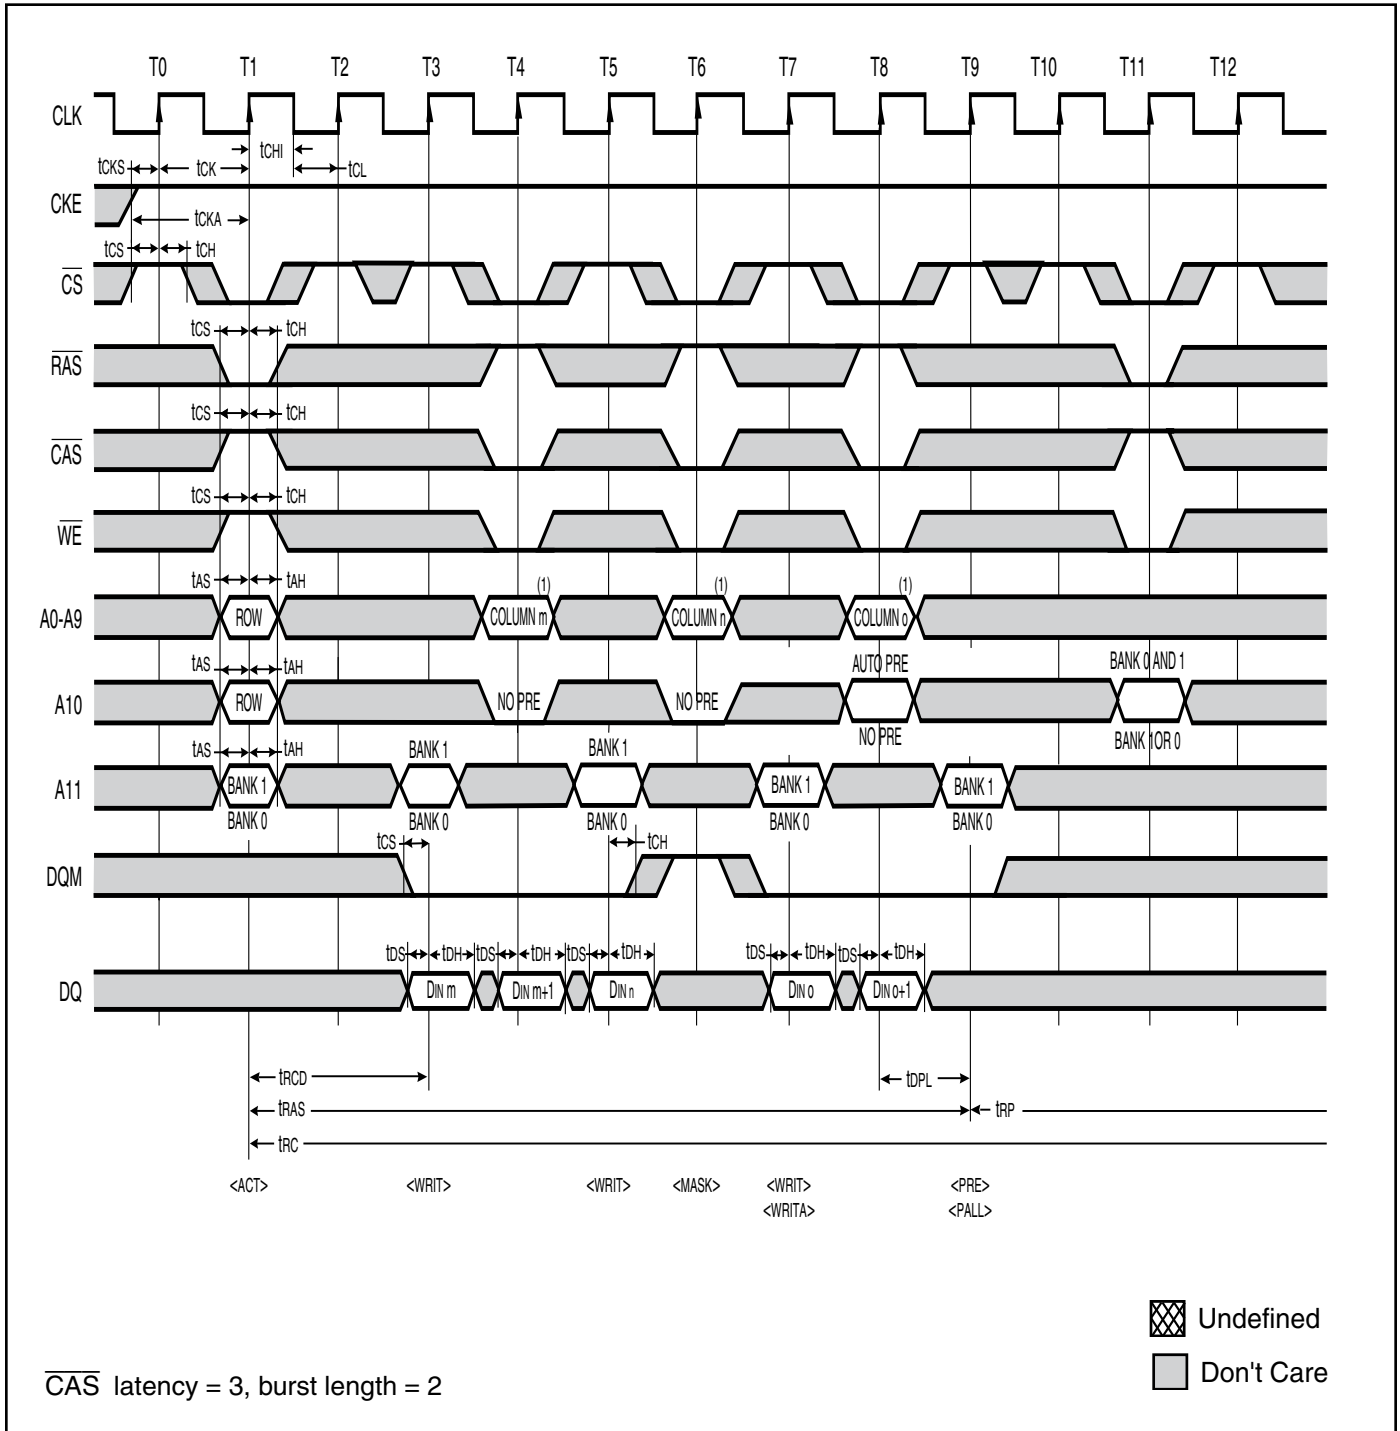 T0 T1 T2 T3 T4 T5 T6 T7 T8 T9 T10 T11 T12
CLK
tCHI
tCKS tCK tCL
CKE
tCKA
tCS tCH
CS
tCS tCH
RAS
tCS tCH
CAS
tCS tCH
WE
tAS tAH (1) (1) (1)
A0-A9 ROW COLUMN m COLUMN n COLUMN o
tAS tAH AUTO PRE BANK 0 AND 1
A10 ROW NO PRE NO PRE
NO PRE BANK 1OR 0
tAS tAH BANK 1 BANK 1
A11 BANK 1 BANK 1 BANK 1
BANK 0 BANK 0 BANK 0 BANK 0 BANK 0
tCS tCH
DQM
tDS tDH tDS tDH tDS tDH tDS tDH tDS tDH
DQ DIN m DIN m+1 DIN n DIN o DIN o+1
tRCD tDPL
tRAS tRP
tRC
<ACT> <WRIT> <WRIT> <MASK> <WRIT> <PRE>
<WRITA> <PALL>
Undefined
Don't Care
CAS latency = 3, burst length = 2